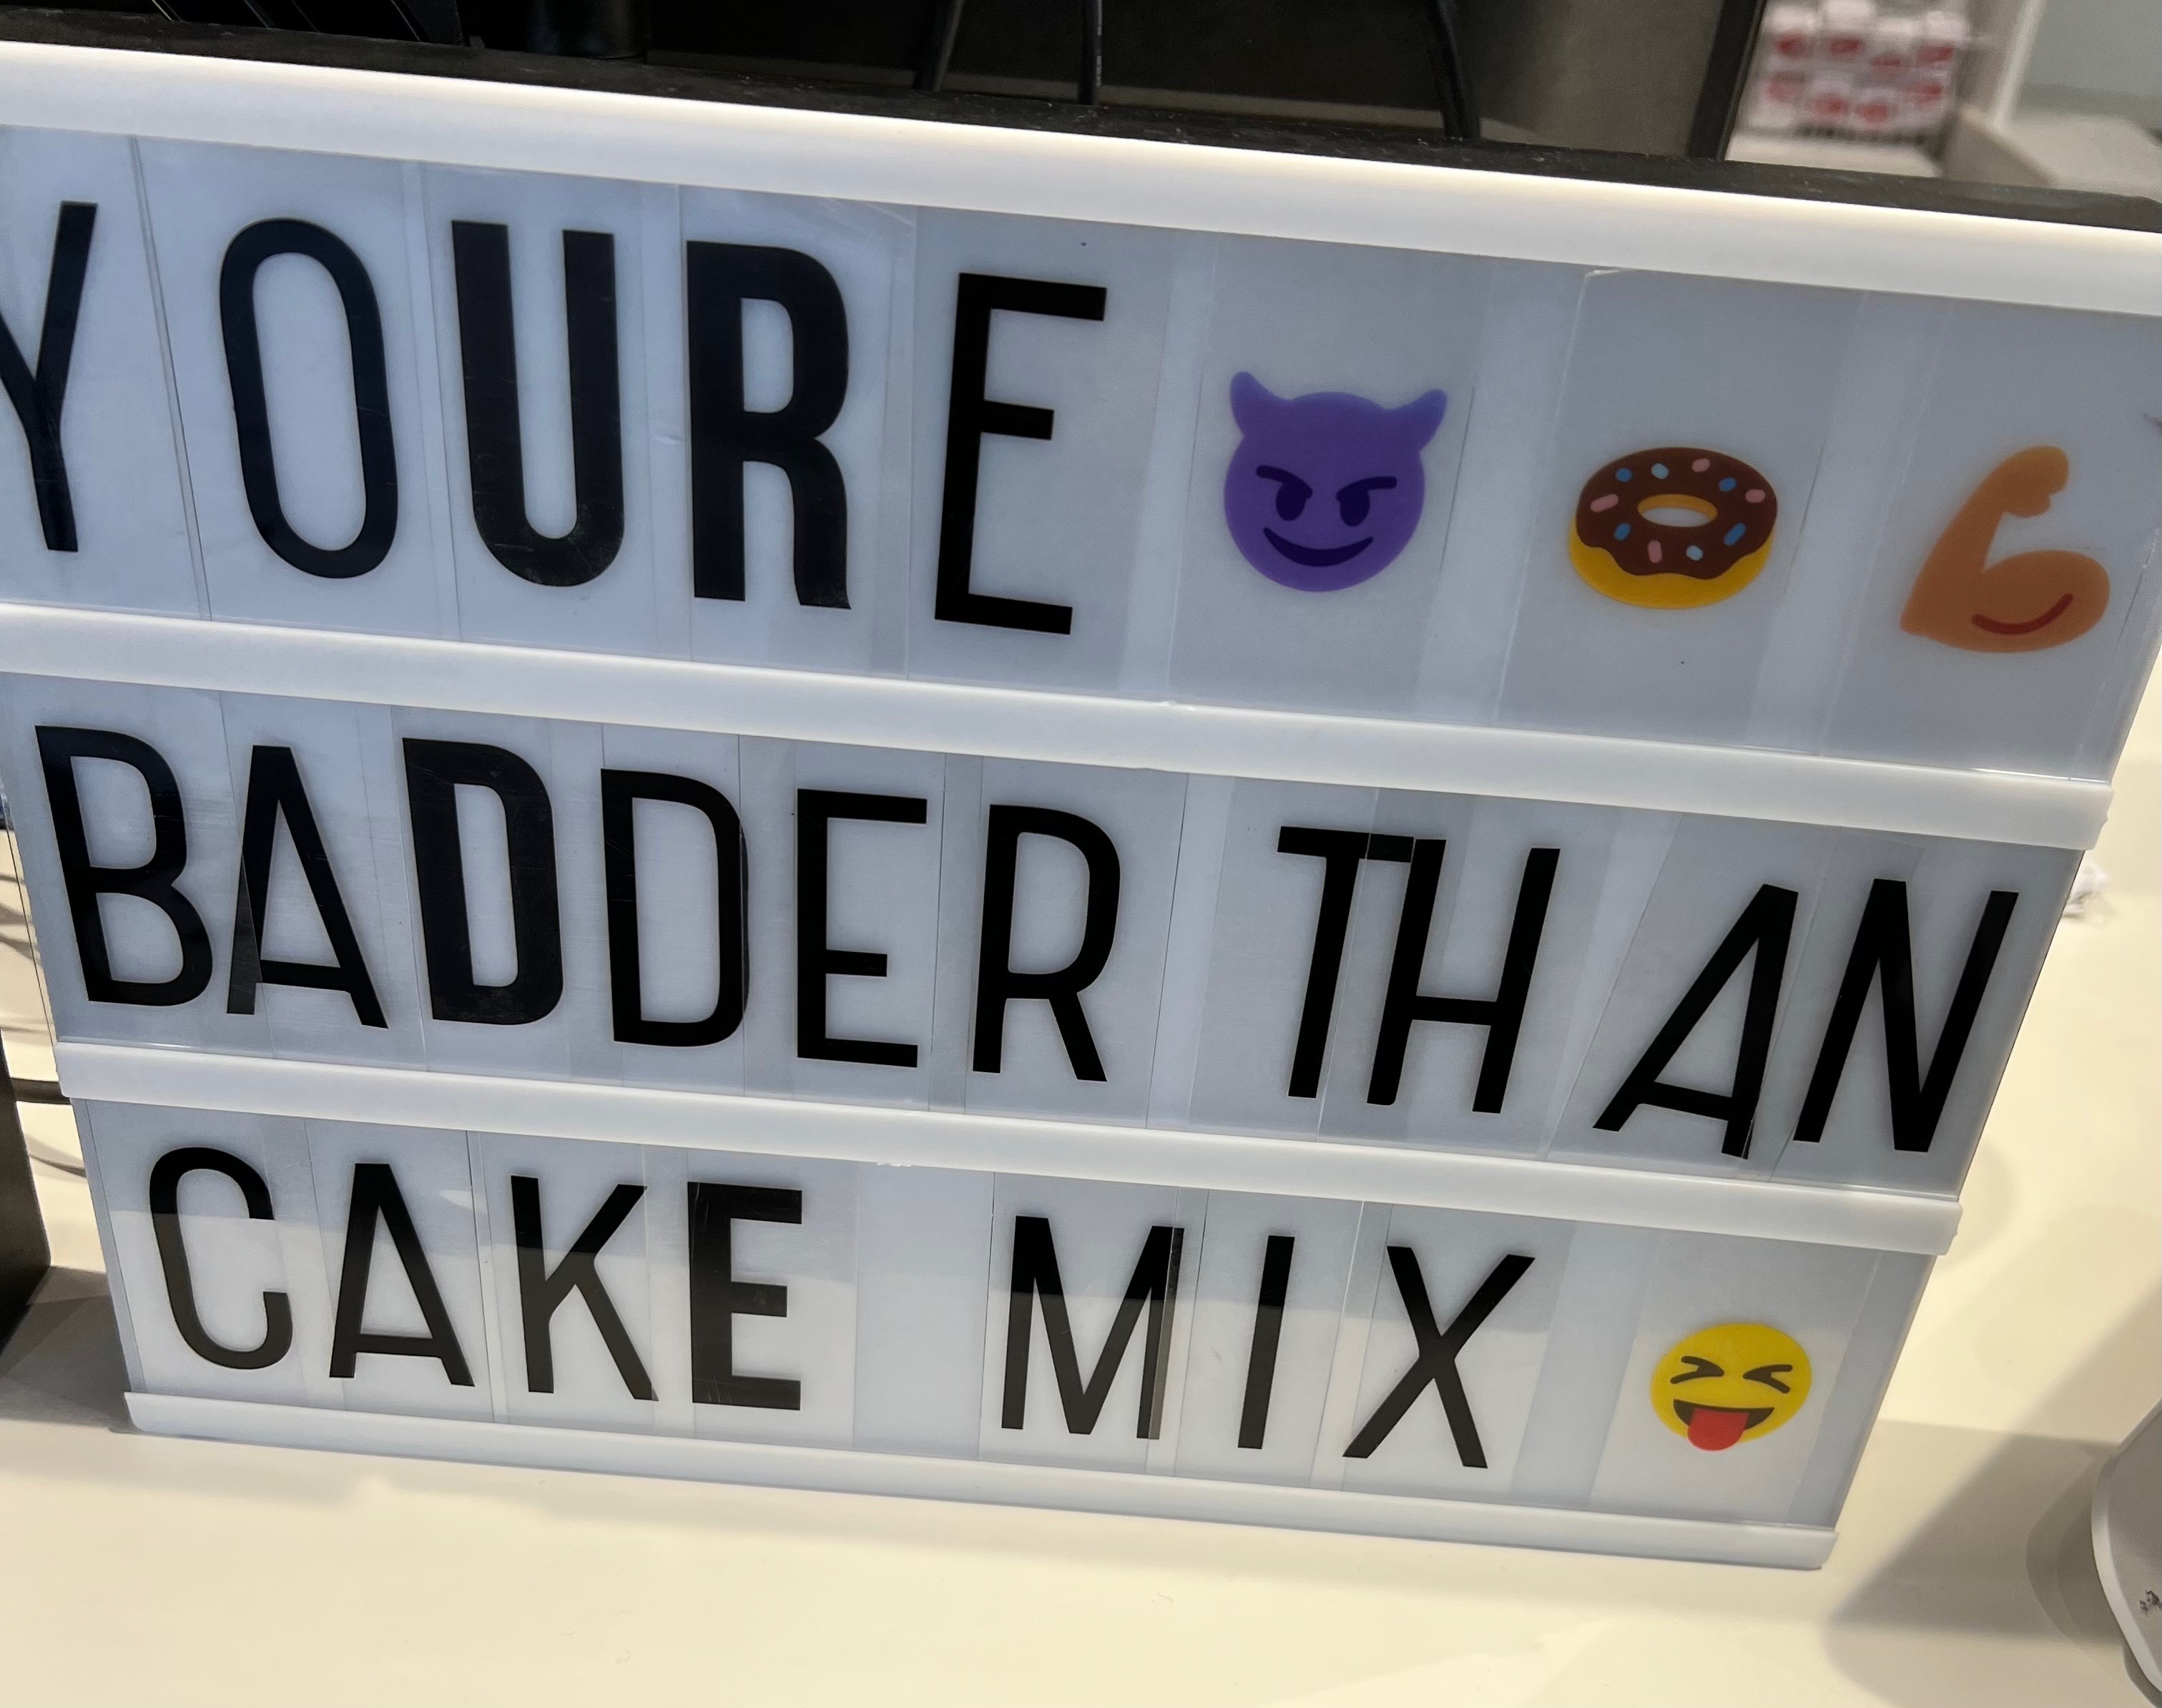 YOURE 😈 🍩 💪
BADDER THAN
CAKE MIX 😝